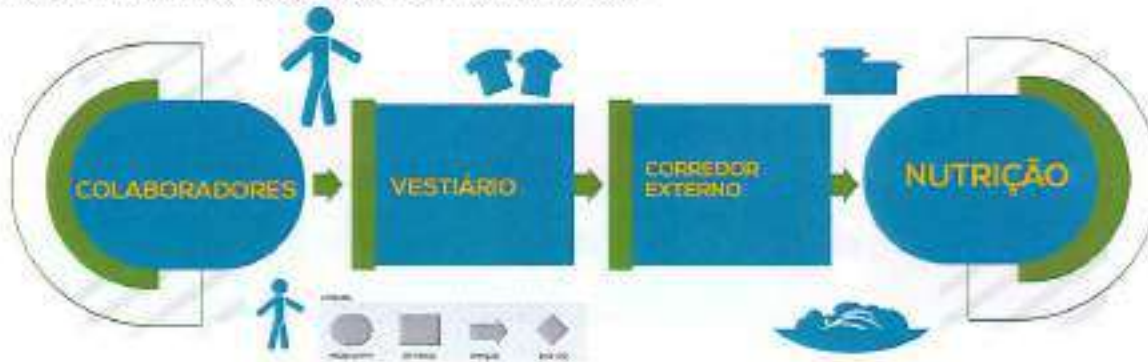 COLABORADORES
VESTIÁRIO
CORREDOR
EXTERNO
NUTRIÇÃO